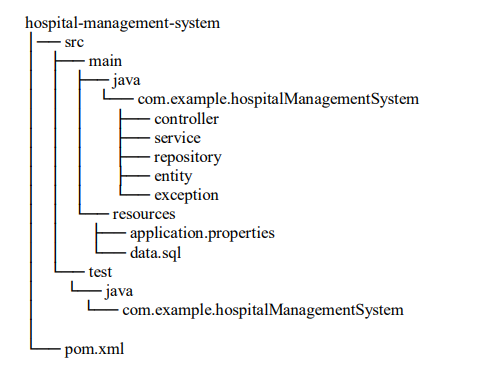 hospital-management-system
src
main
java
com.example.hospitalManagementSystem
controller
service
repository
entity
exception
resources
application.properties
data.sql
test
java
com.example.hospitalManagementSystem
pom.xml